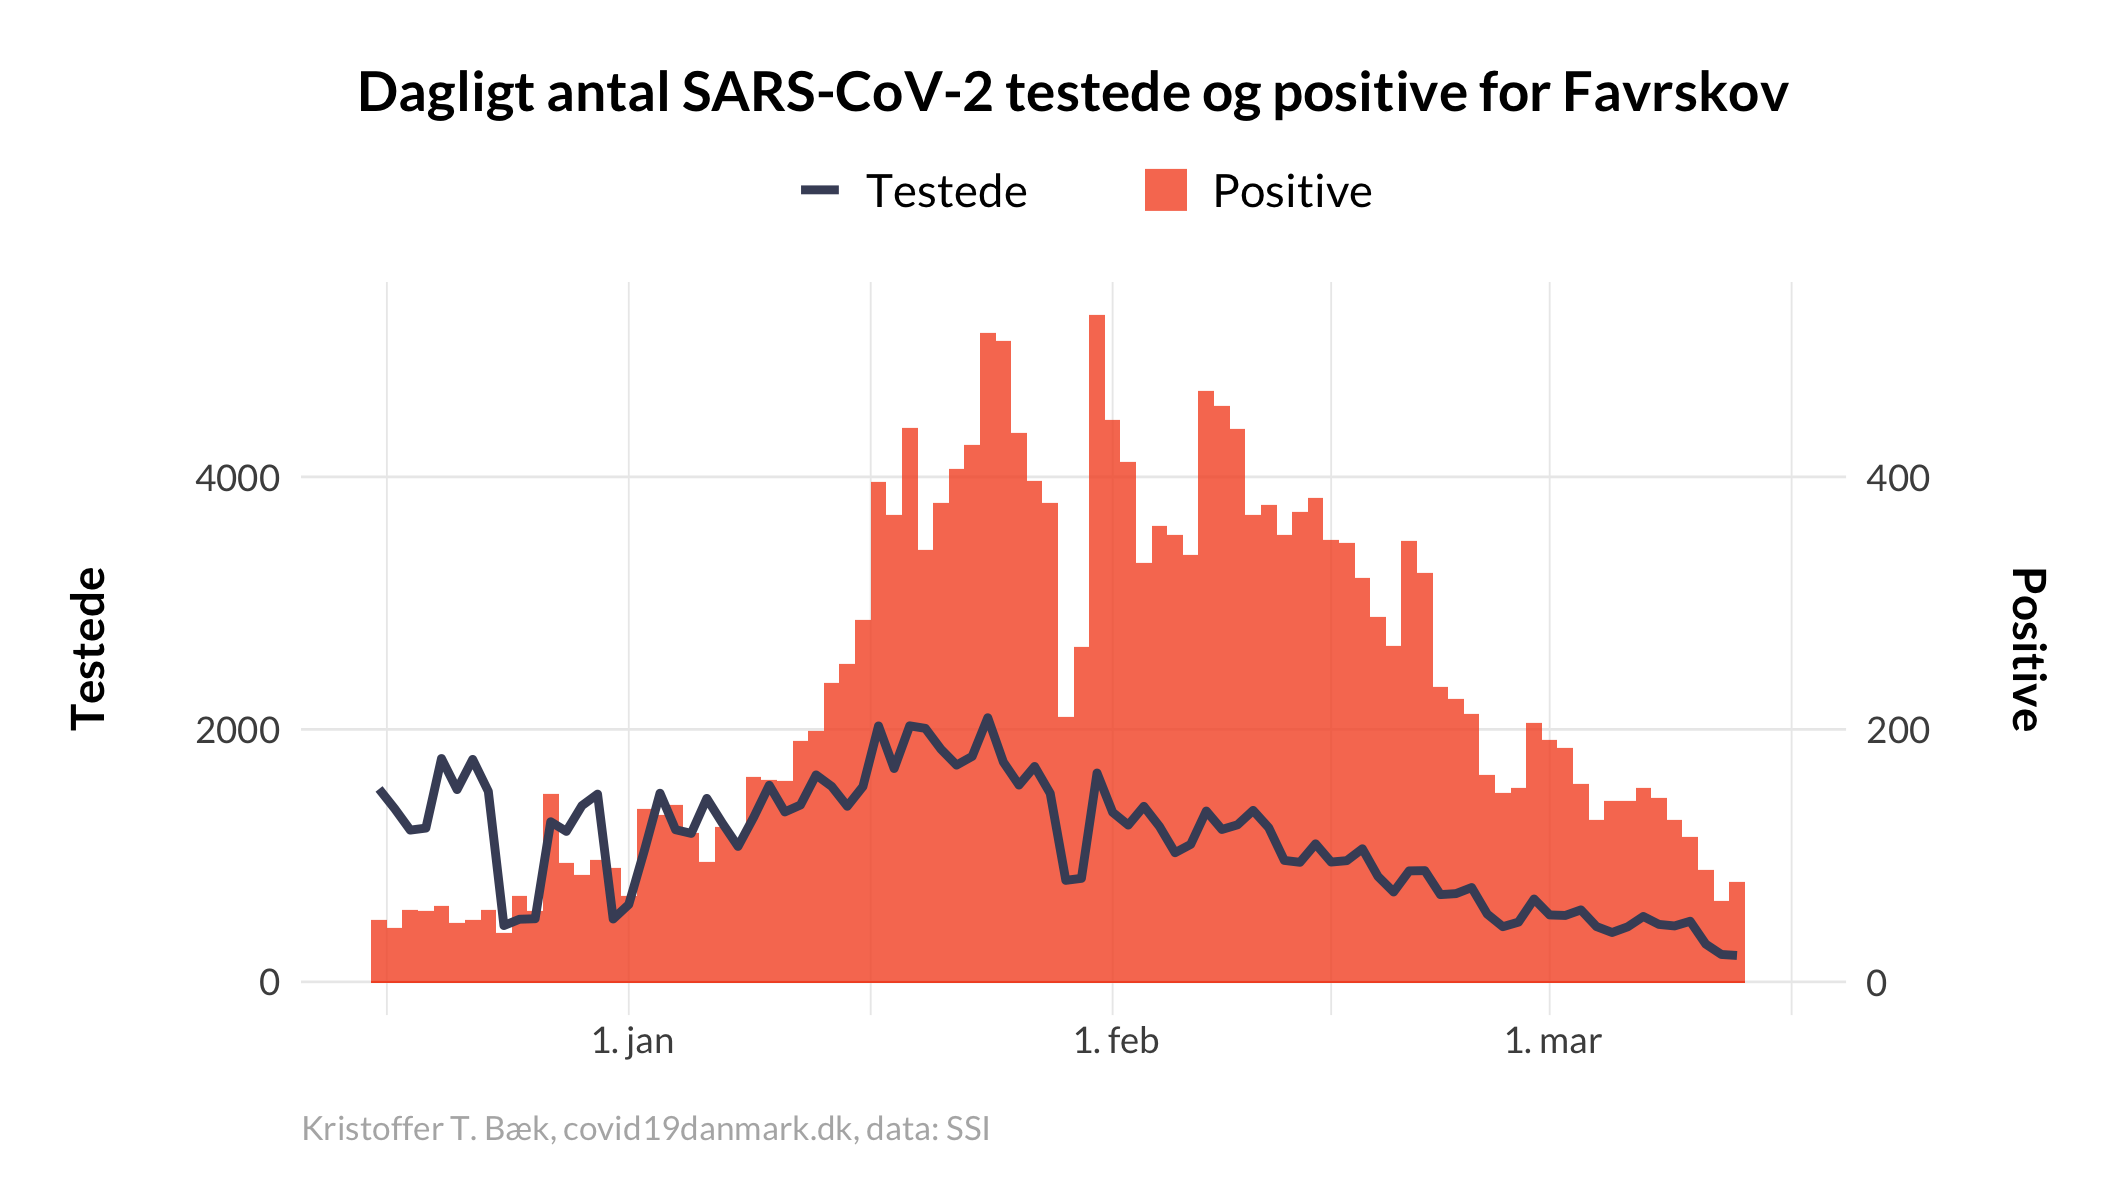 Dagligt antal SARS-CoV-2 testede og positive for Favrskov
Testede
Positive
4000
2000
0
Testede
400
200
0
Positive
1. jan
1. feb
1. mar
Kristoffer T. Bæk, covid19danmark.dk, data: SSI